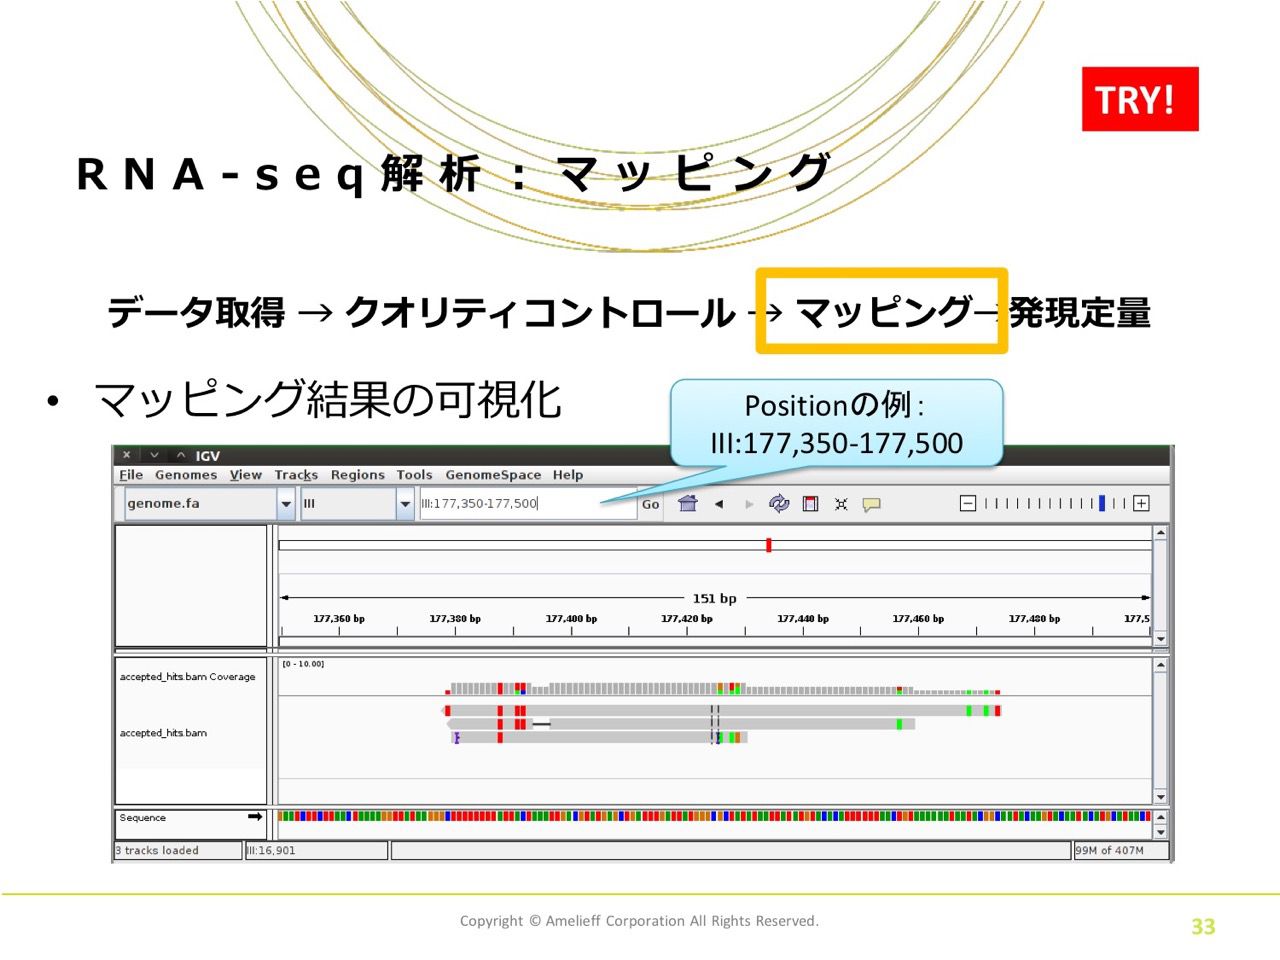 TRY!
RNA-seq解析：マッピング
データ取得 → クオリティコントロール → マッピング→発現定量
• マッピング結果の可視化
Positionの例：
III:177,350-177,500
IGV
File Genomes View Tracks Regions Tools GenomeSpace Help
genome.fa III III:177,350-177,500 Go
151 bp
177,360 bp 177,380 bp 177,400 bp 177,420 bp 177,440 bp 177,460 bp 177,480 bp 177,5
[0 - 10.00]
accepted_hits.bam Coverage
accepted_hits.bam
Sequence
3 tracks loaded III:16,901 99M of 407M
Copyright © Amelieff Corporation All Rights Reserved.
33